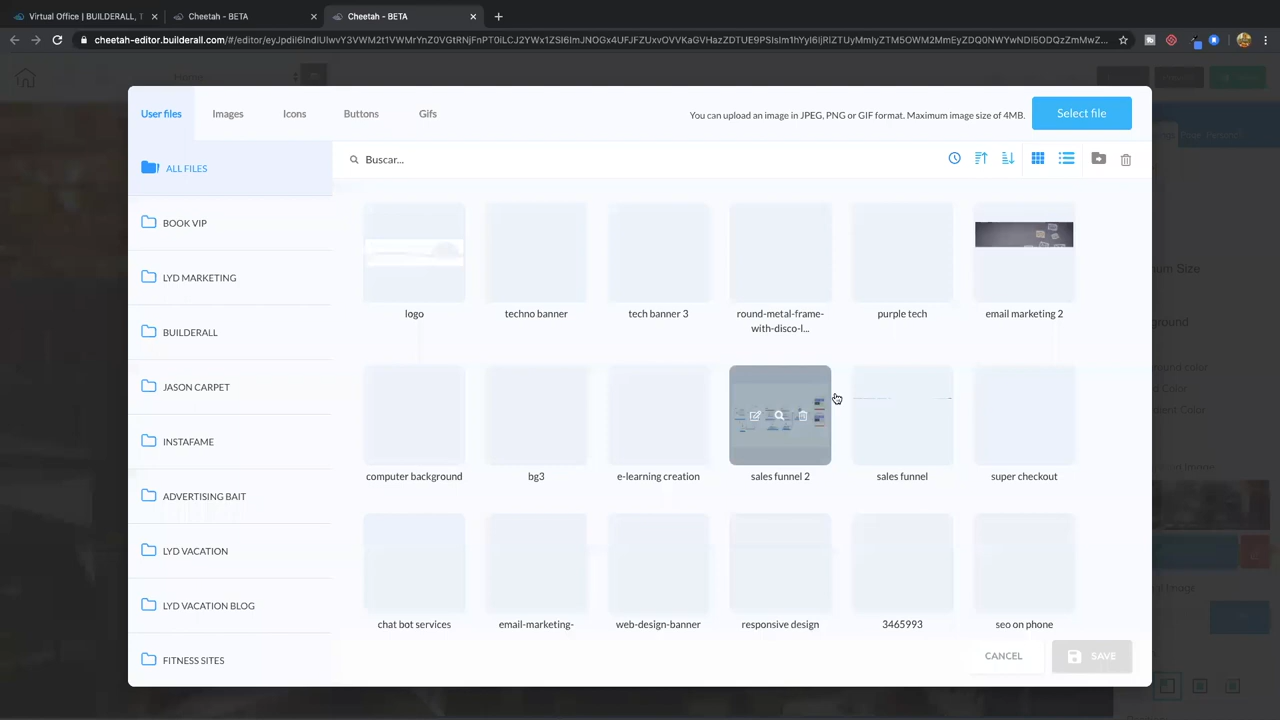 Virtual Office | BUILDERALL, T
Cheetah - BETA
Cheetah - BETA
cheetah-editor.builderall.com
Home
User files
Images
Icons
Buttons
Gifs
You can upload an image in JPEG, PNG or GIF format. Maximum image size of 4MB.
Select file
ALL FILES
Buscar...
BOOK VIP
LYD MARKETING
BUILDERALL
JASON CARPET
INSTAFAME
ADVERTISING BAIT
LYD VACATION
LYD VACATION BLOG
FITNESS SITES
logo
techno banner
tech banner 3
round-metal-frame-
with-disco-l...
purple tech
email marketing 2
computer background
bg3
e-learning creation
sales funnel 2
sales funnel
super checkout
chat bot services
email-marketing-
web-design-banner
responsive design
3465993
seo on phone
CANCEL
SAVE